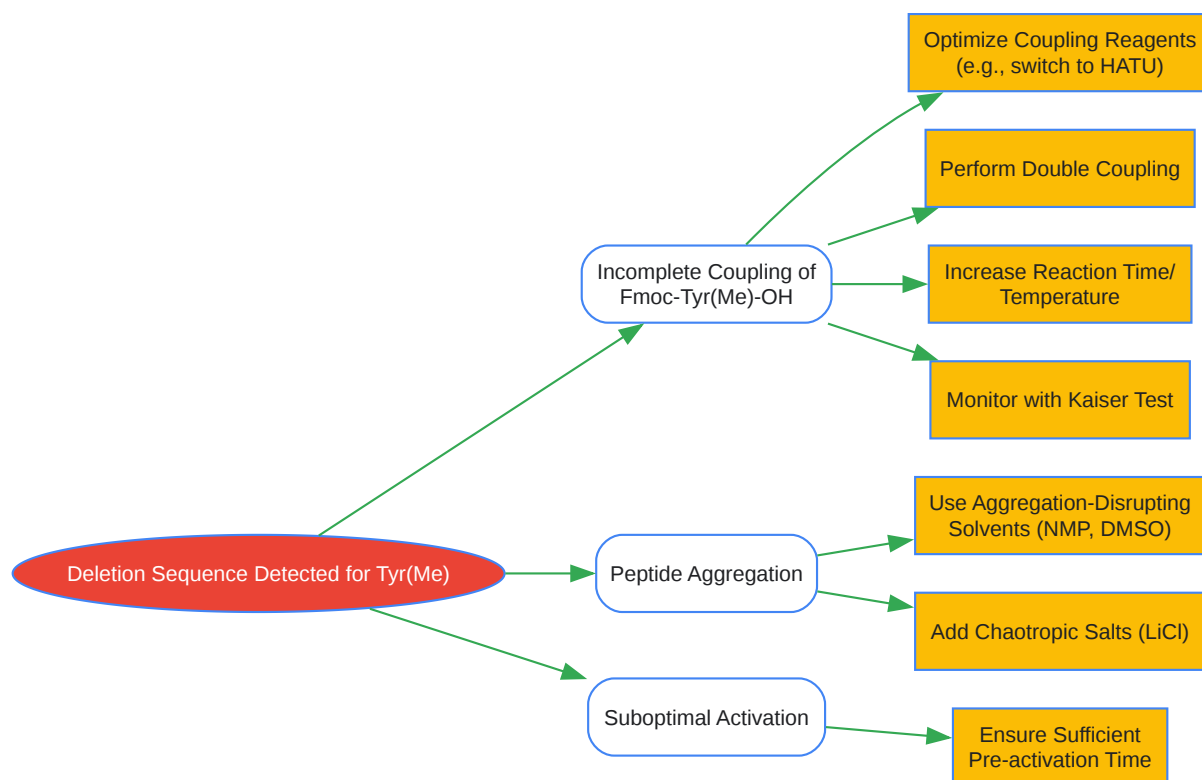 Optimize Coupling Reagents
(e.g., switch to HATU)
Perform Double Coupling
Incomplete Coupling of
Fmoc-Tyr(Me)-OH
Increase Reaction Time/
Temperature
Monitor with Kaiser Test
Use Aggregation-Disrupting
Solvents (NMP, DMSO)
Deletion Sequence Detected for Tyr(Me)
Peptide Aggregation
Add Chaotropic Salts (LiCl)
Suboptimal Activation
Ensure Sufficient
Pre-activation Time